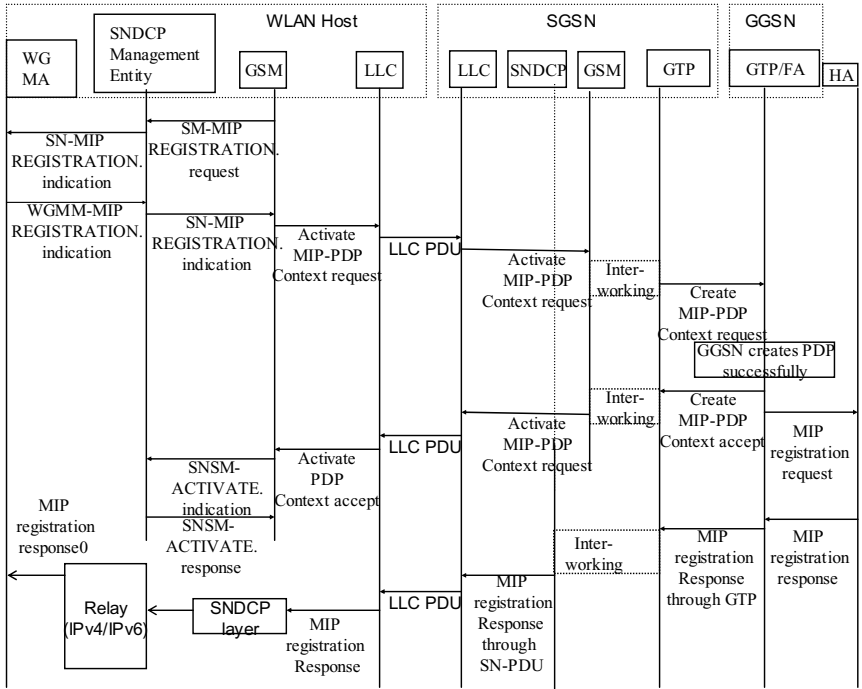 WLAN Host
SGSN
GGSN
WG
MA
SNDCP
Management
Entity
GSM
LLC
LLC
SNDCP
GSM
GTP
GTP/FA
HA
SN-MIP
REGISTRATION.
indication
SM-MIP
REGISTRATION.
request
WGMM-MIP
REGISTRATION.
indication
SN-MIP
REGISTRATION.
indication
Activate
MIP-PDP
Context request
LLC PDU
Activate
MIP-PDP
Context request
Inter-
working
Create
MIP-PDP
Context request
GGSN creates PDP
successfully
Inter-
working
Create
MIP-PDP
Context accept
MIP
registration
request
Activate
MIP-PDP
Context request
LLC PDU
Activate
PDP
Context accept
SNSM-
ACTIVATE.
indication
SNSM-
ACTIVATE.
response
MIP
registration
response0
Inter-
working
MIP
registration
Response
through GTP
MIP
registration
response
MIP
registration
Response
through
SN-PDU
LLC PDU
MIP
registration
Response
SNDCP
layer
Relay
(IPv4/IPv6)